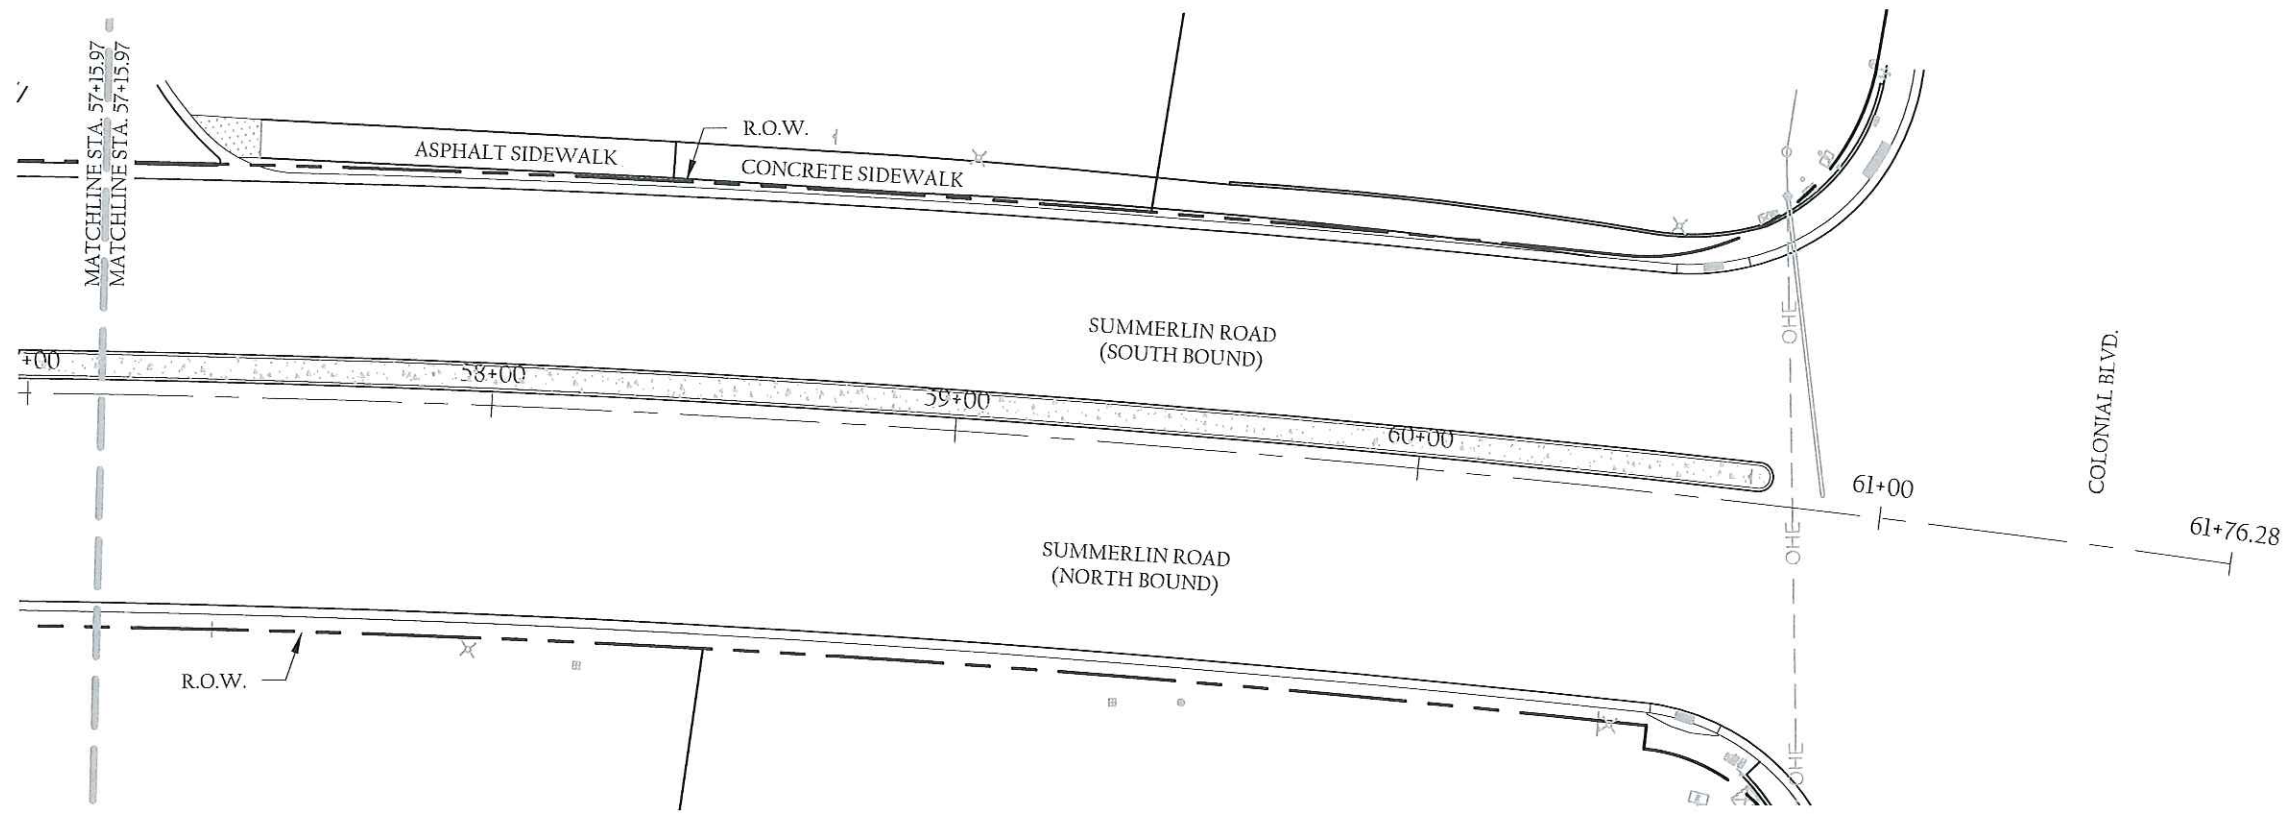 MATCHLINE STA. 57+15.97
MATCHLINE STA. 57+15.97
R.O.W.
ASPHALT SIDEWALK
CONCRETE SIDEWALK
SUMMERLIN ROAD
(SOUTH BOUND)
OHE
+00
58+00
59+00
60+00
61+00
61+76.28
COLONIAL BLVD.
SUMMERLIN ROAD
(NORTH BOUND)
OHE
R.O.W.
OHE